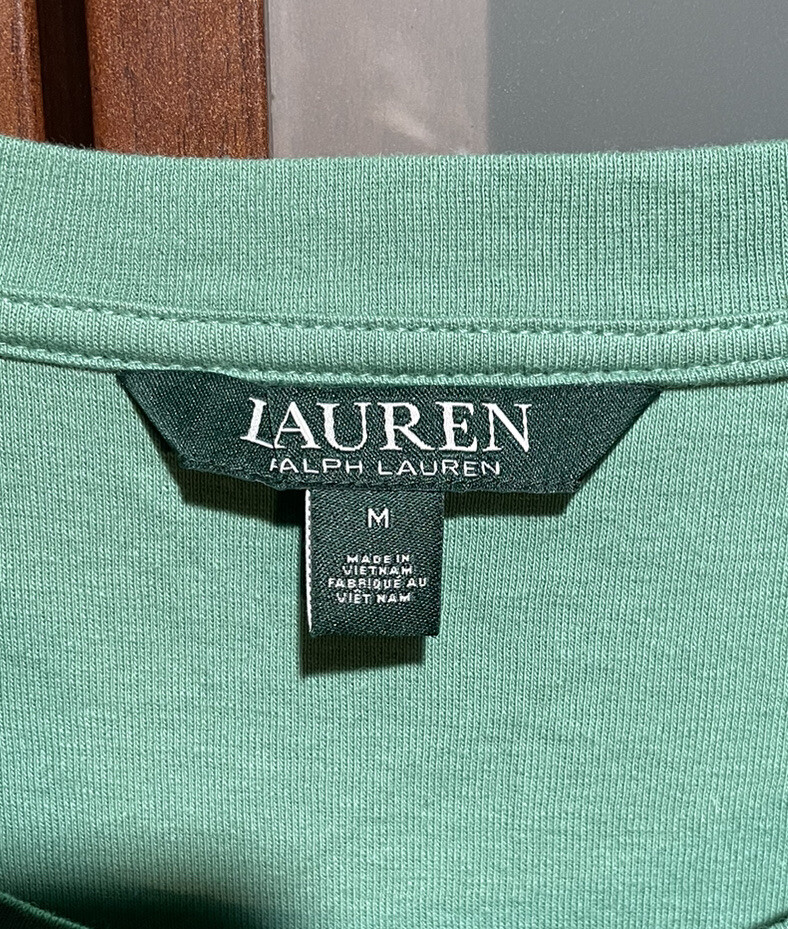 LAUREN
RALPH LAUREN
M
MADE IN
VIETNAM
FABRIQUÉ AU
VIÊT NAM